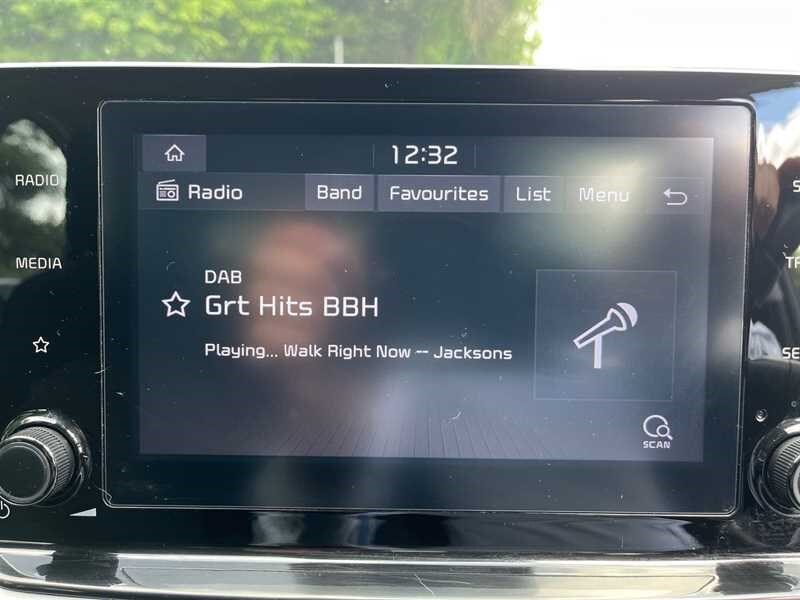 12:32
Radio Band Favourites List Menu
RADIO
MEDIA
DAB
Grt Hits BBH
Playing... Walk Right Now -- Jacksons
SCAN